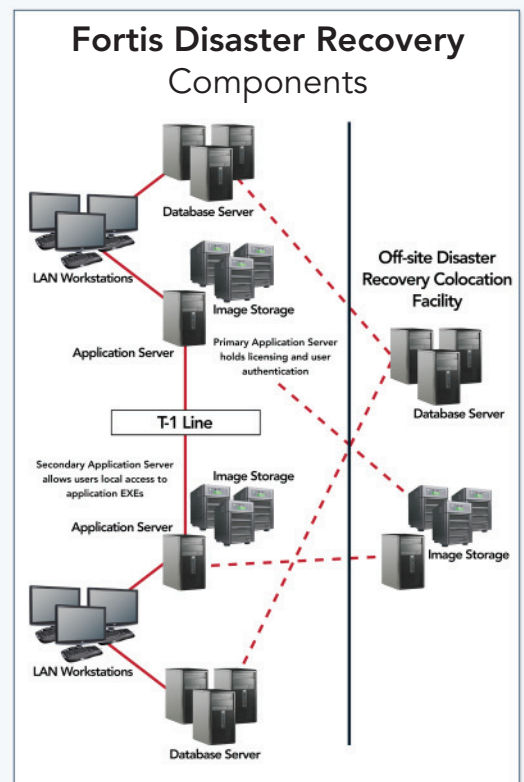 Fortis Disaster Recovery
Components
Database Server
LAN Workstations
Image Storage
Application Server
Primary Application Server
holds licensing and user
authentication
Off-site Disaster
Recovery Colocation
Facility
Database Server
T-1 Line
Secondary Application Server
allows users local access to
application EXEs
Image Storage
Application Server
Image Storage
LAN Workstations
Database Server